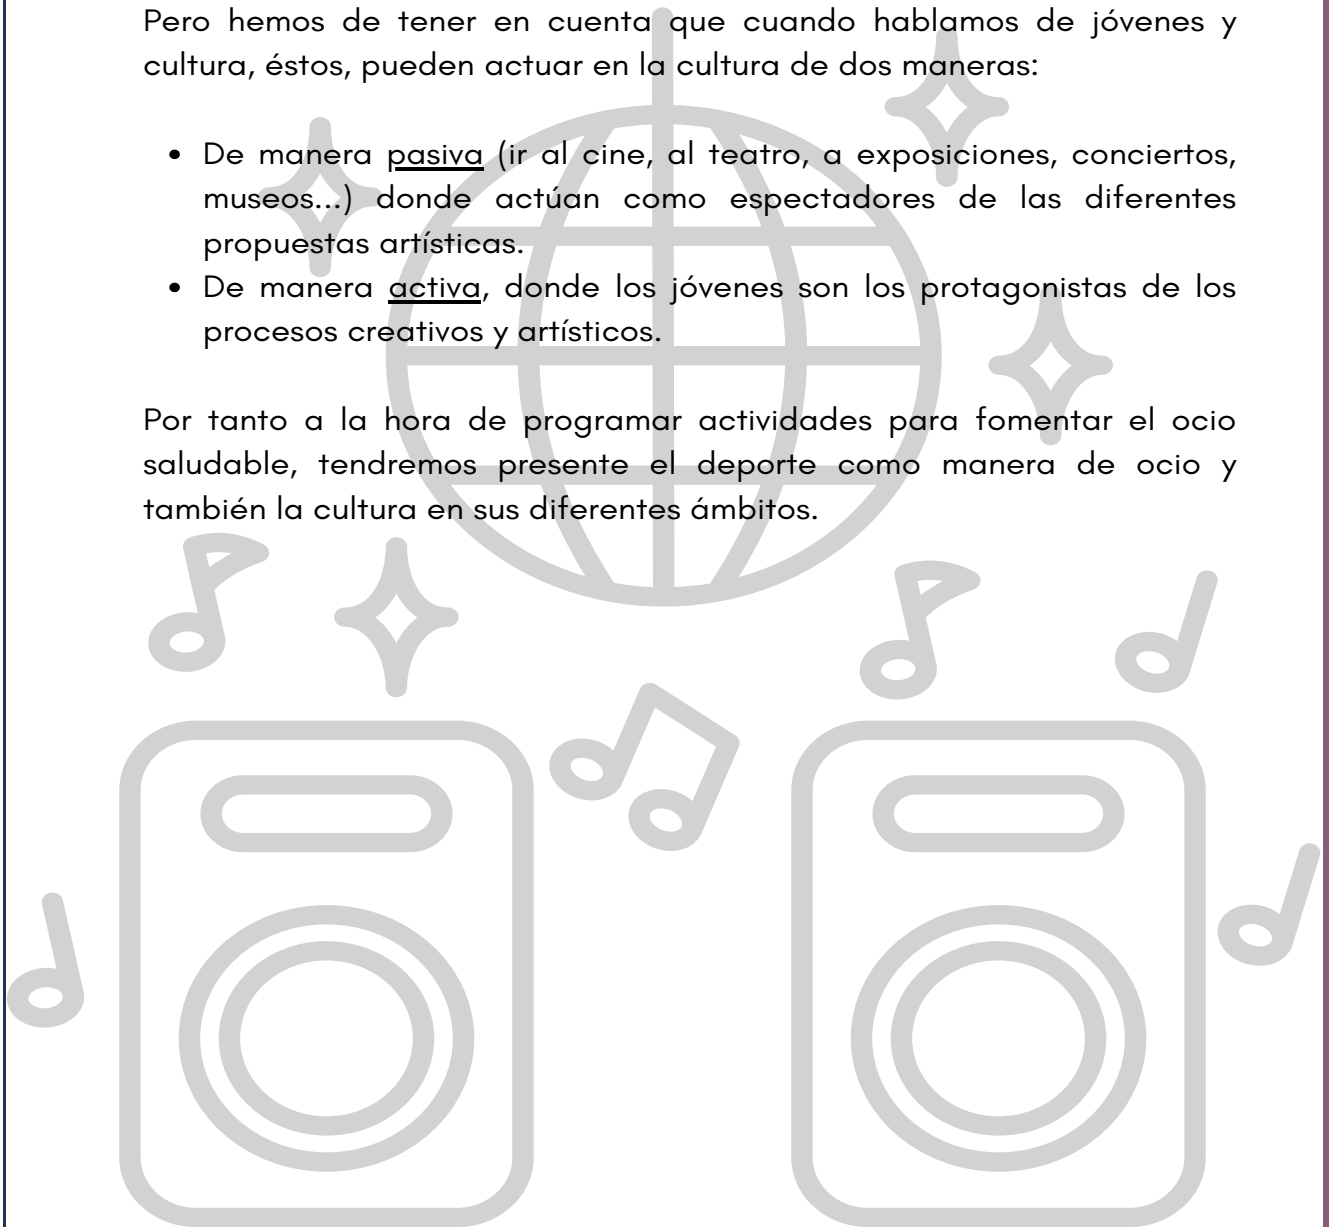 Pero hemos de tener en cuenta que cuando hablamos de jóvenes y
cultura, éstos, pueden actuar en la cultura de dos maneras:
• De manera pasiva (ir al cine, al teatro, a exposiciones, conciertos,
museos...) donde actúan como espectadores de las diferentes
propuestas artísticas.
• De manera activa, donde los jóvenes son los protagonistas de los
procesos creativos y artísticos.
Por tanto a la hora de programar actividades para fomentar el ocio
saludable, tendremos presente el deporte como manera de ocio y
también la cultura en sus diferentes ámbitos.